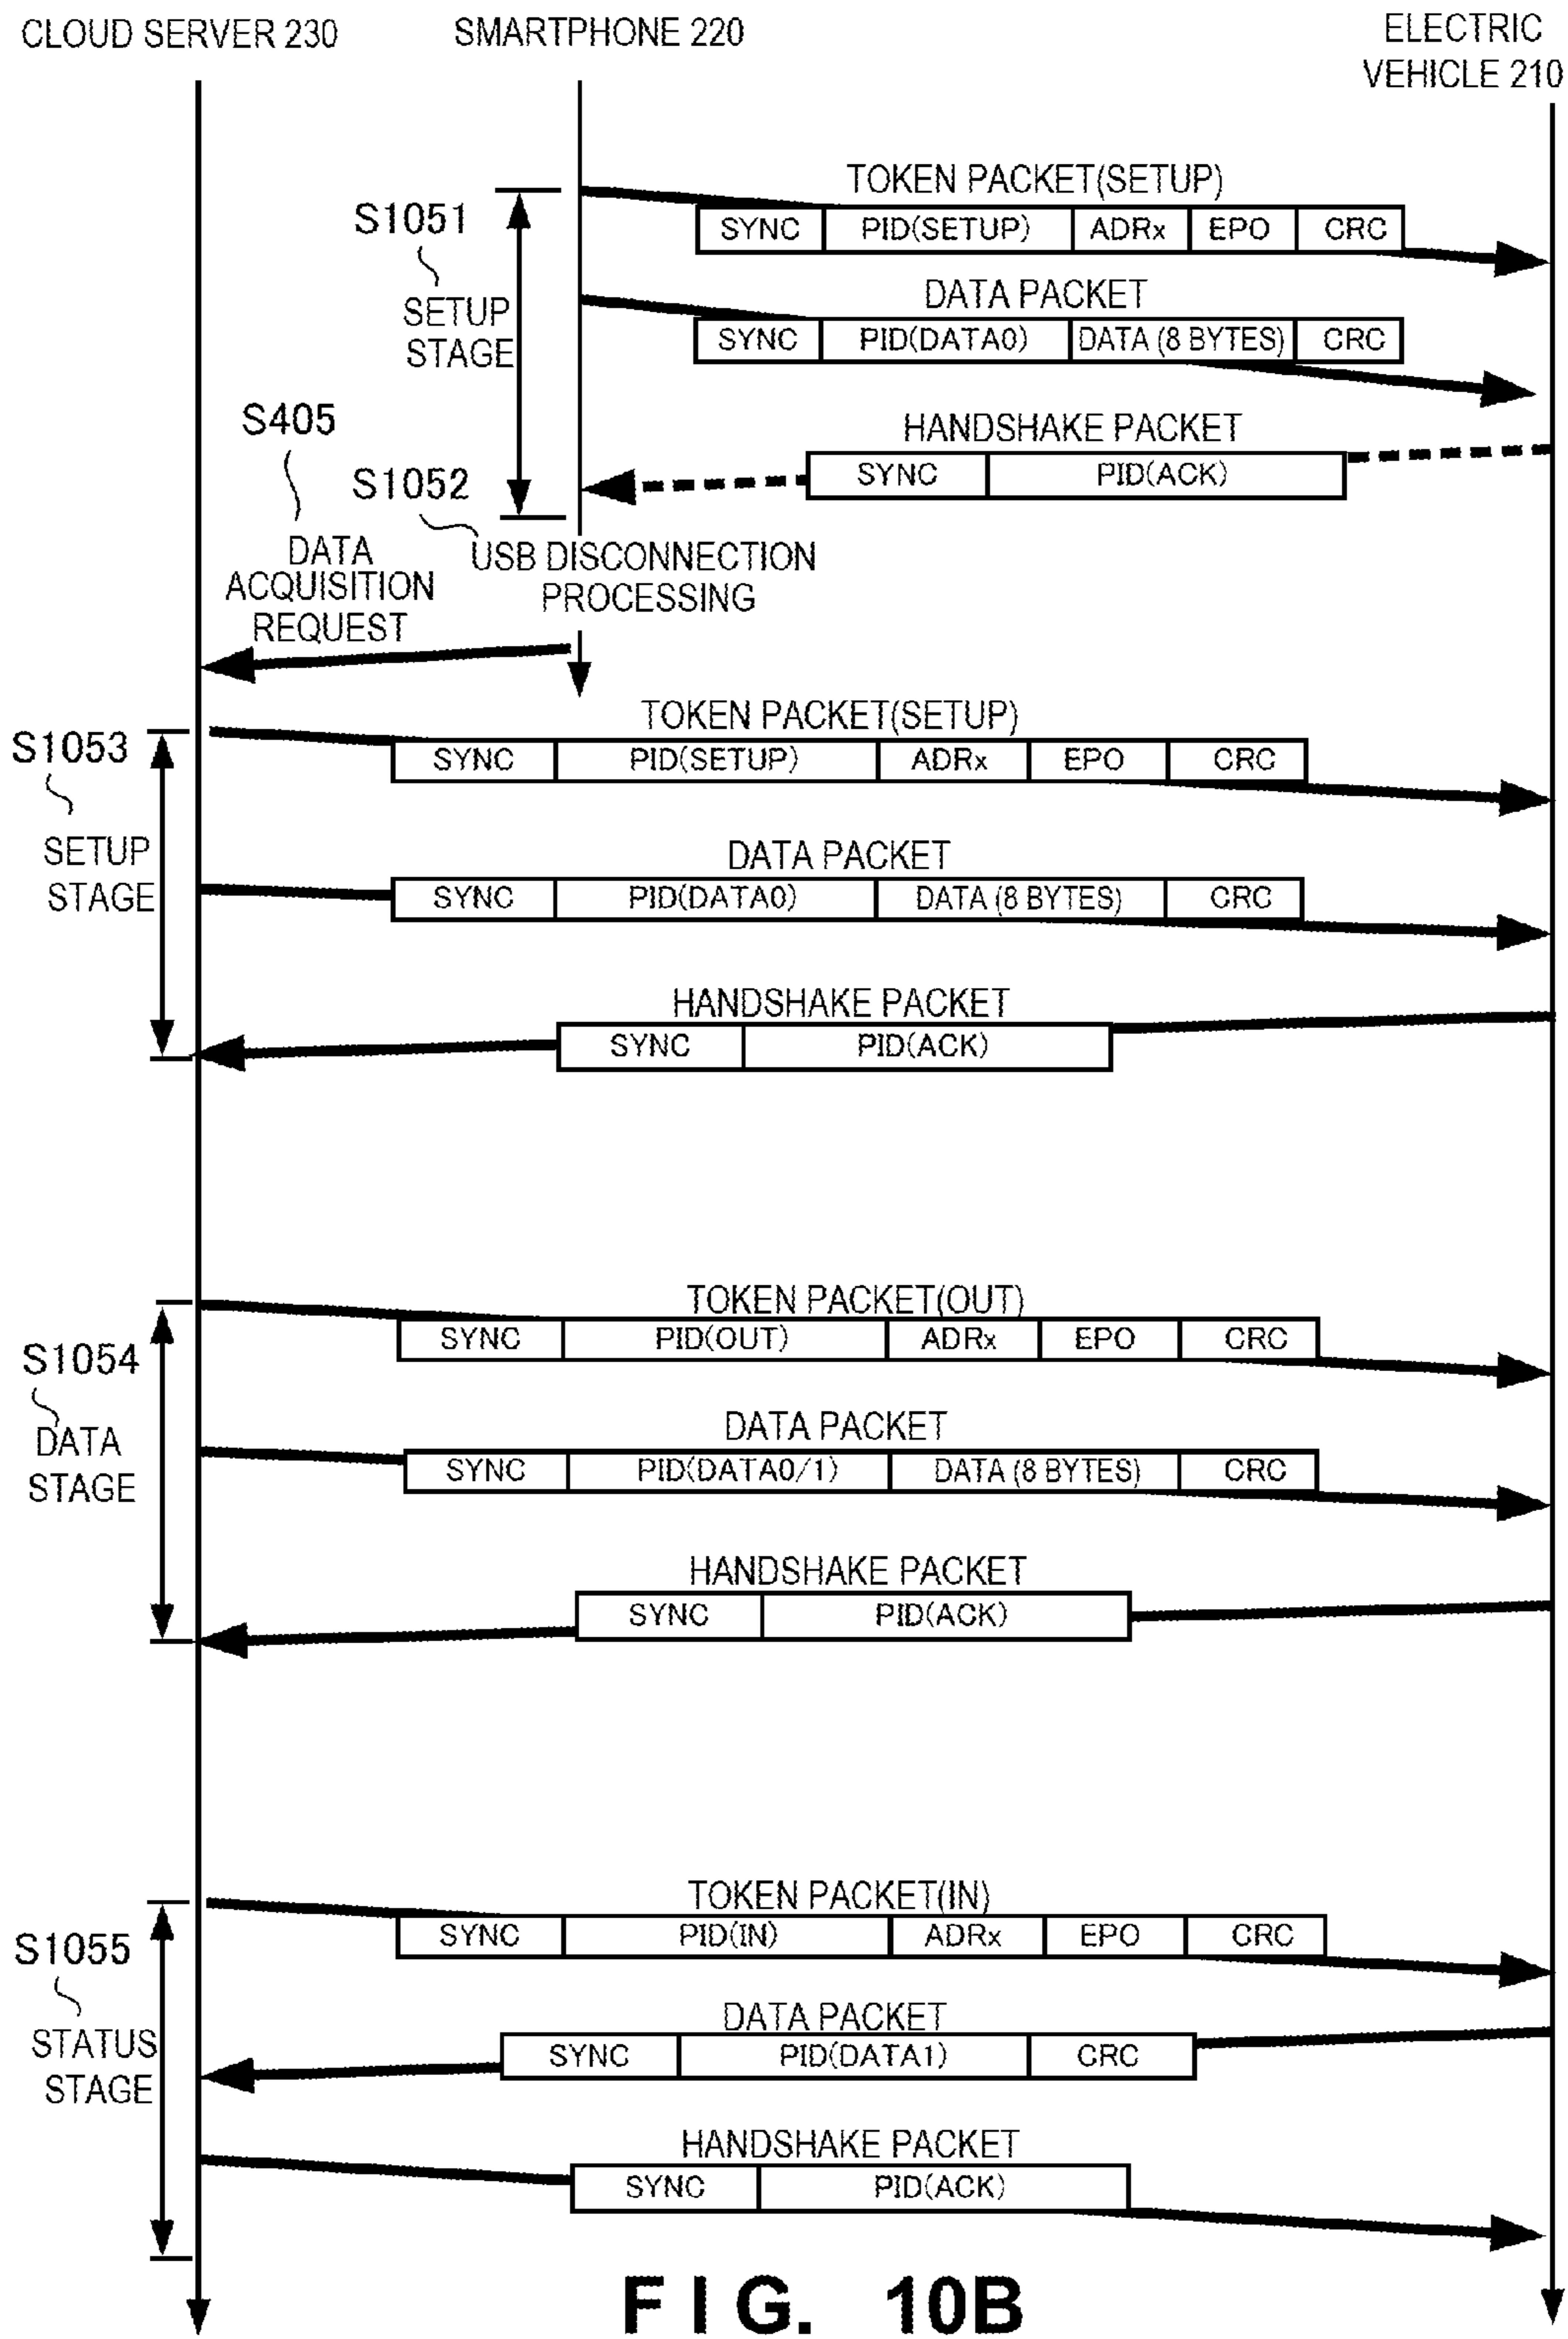 CLOUD SERVER 230
SMARTPHONE 220
ELECTRIC
VEHICLE 210
TOKEN PACKET(SETUP)
SYNC PID(SETUP) ADRx EPO CRC
S1051
SETUP
STAGE
DATA PACKET
SYNC PID(DATA0) DATA (8 BYTES) CRC
HANDSHAKE PACKET
SYNC PID(ACK)
S405
DATA
ACQUISITION
REQUEST
S1052
USB DISCONNECTION
PROCESSING
TOKEN PACKET(SETUP)
SYNC PID(SETUP) ADRx EPO CRC
S1053
SETUP
STAGE
DATA PACKET
SYNC PID(DATA0) DATA (8 BYTES) CRC
HANDSHAKE PACKET
SYNC PID(ACK)
TOKEN PACKET(OUT)
SYNC PID(OUT) ADRx EPO CRC
S1054
DATA
STAGE
DATA PACKET
SYNC PID(DATA0/1) DATA (8 BYTES) CRC
HANDSHAKE PACKET
SYNC PID(ACK)
TOKEN PACKET(IN)
SYNC PID(IN) ADRx EPO CRC
S1055
STATUS
STAGE
DATA PACKET
SYNC PID(DATA1) CRC
HANDSHAKE PACKET
SYNC PID(ACK)
FIG. 10B